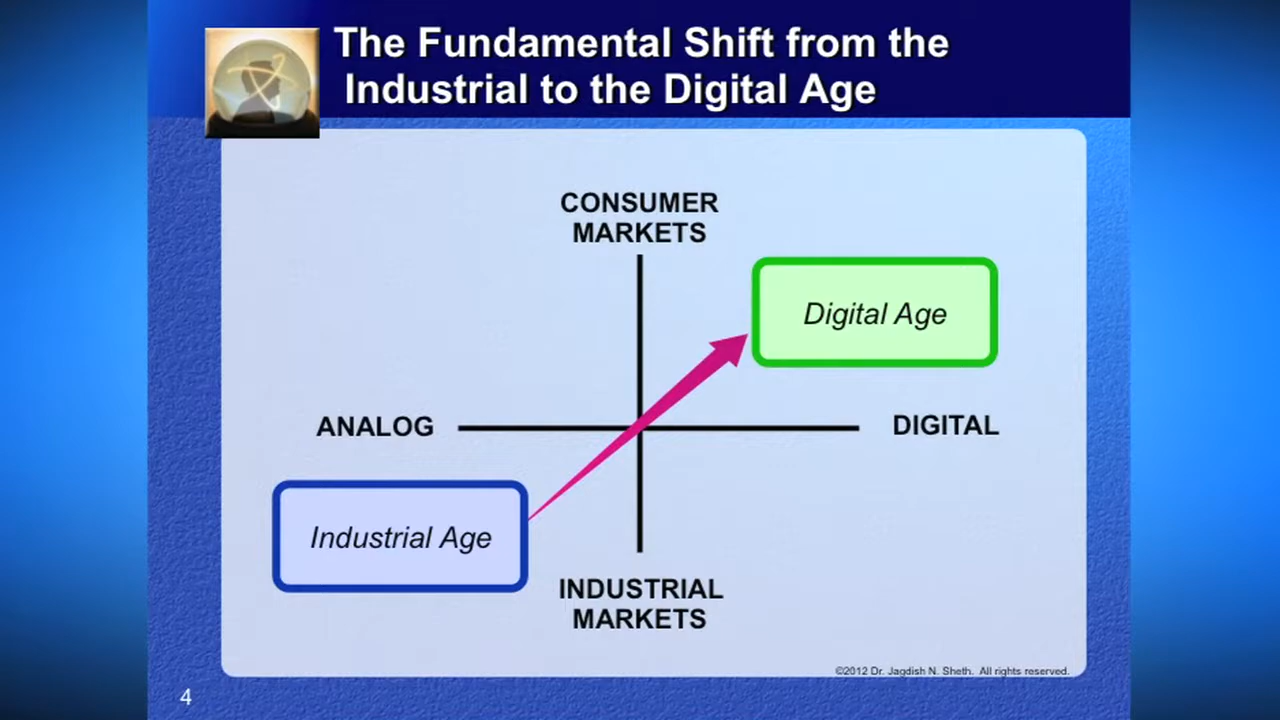 The Fundamental Shift from the
Industrial to the Digital Age
CONSUMER
MARKETS
Digital Age
ANALOG
DIGITAL
Industrial Age
INDUSTRIAL
MARKETS
©2012 Dr. Jagdish N. Sheth. All rights reserved.
4